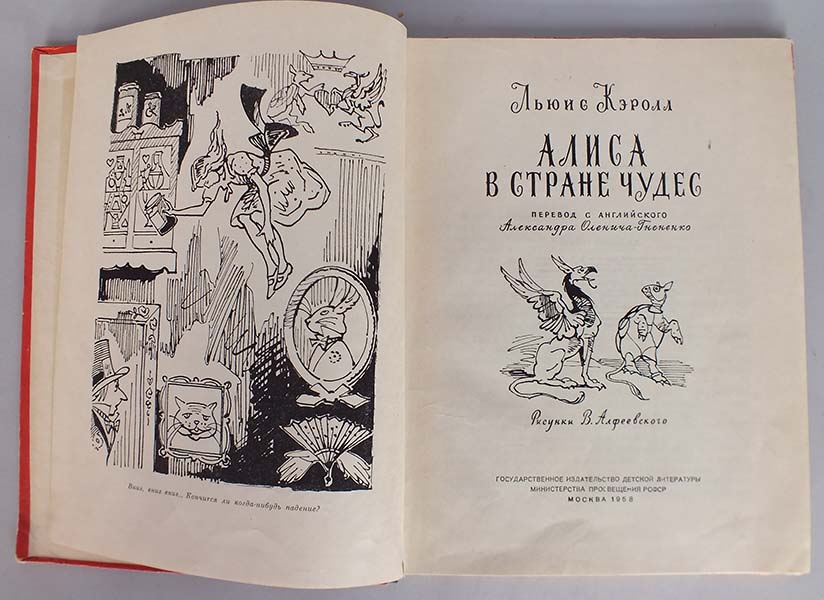 Вниз, вниз вниз... Кончится ли когда-нибудь падение?
Льюис Кэролл
АЛИСА
В СТРАНЕ ЧУДЕС
ПЕРЕВОД С АНГЛИЙСКОГО
Александра Оленича-Гнененко
Рисунки В. Алфеевского
ГОСУДАРСТВЕННОЕ ИЗДАТЕЛЬСТВО ДЕТСКОЙ ЛИТЕРАТУРЫ
МИНИСТЕРСТВА ПРОСВЕЩЕНИЯ РСФСР
МОСКВА 1958